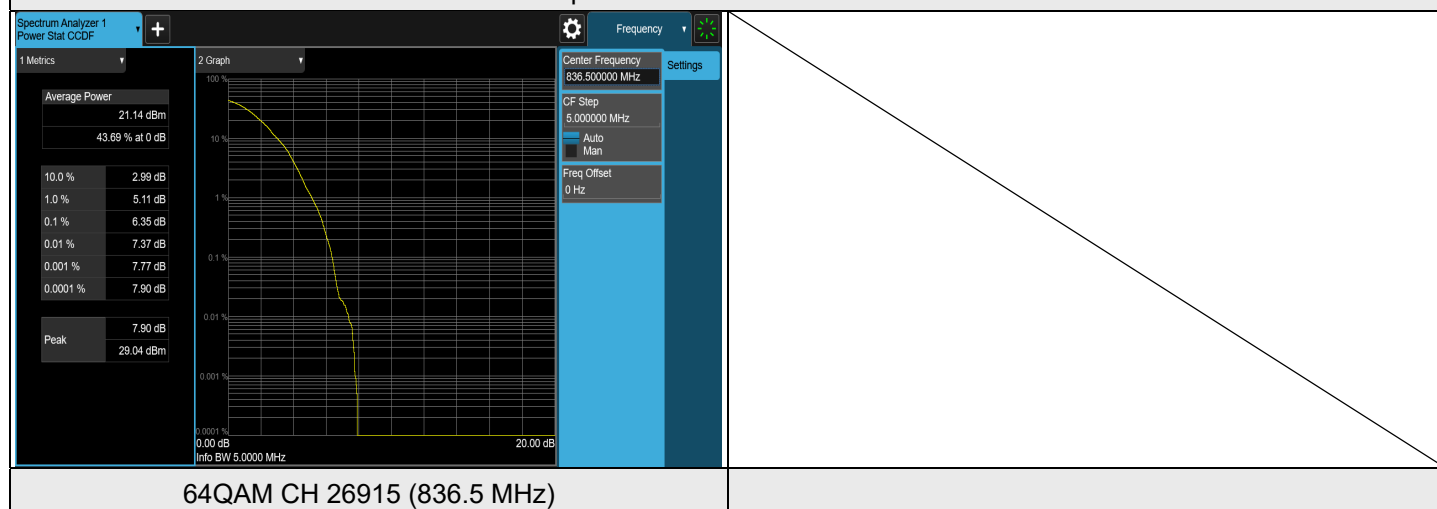 Spectrum Analyzer 1
Power Stat CCDF
+
Frequency
1 Metrics
2 Graph
Center Frequency
836.500000 MHz
Settings
CF Step
5.000000 MHz
Auto
Man
Freq Offset
0 Hz
Average Power
21.14 dBm
43.69 % at 0 dB
10.0 % 2.99 dB
1.0 % 5.11 dB
0.1 % 6.35 dB
0.01 % 7.37 dB
0.001 % 7.77 dB
0.0001 % 7.90 dB
Peak
7.90 dB
29.04 dBm
100 %
10 %
1 %
0.1 %
0.01 %
0.001 %
0.0001 %
0.00 dB 20.00 dB
Info BW 5.0000 MHz
64QAM CH 26915 (836.5 MHz)